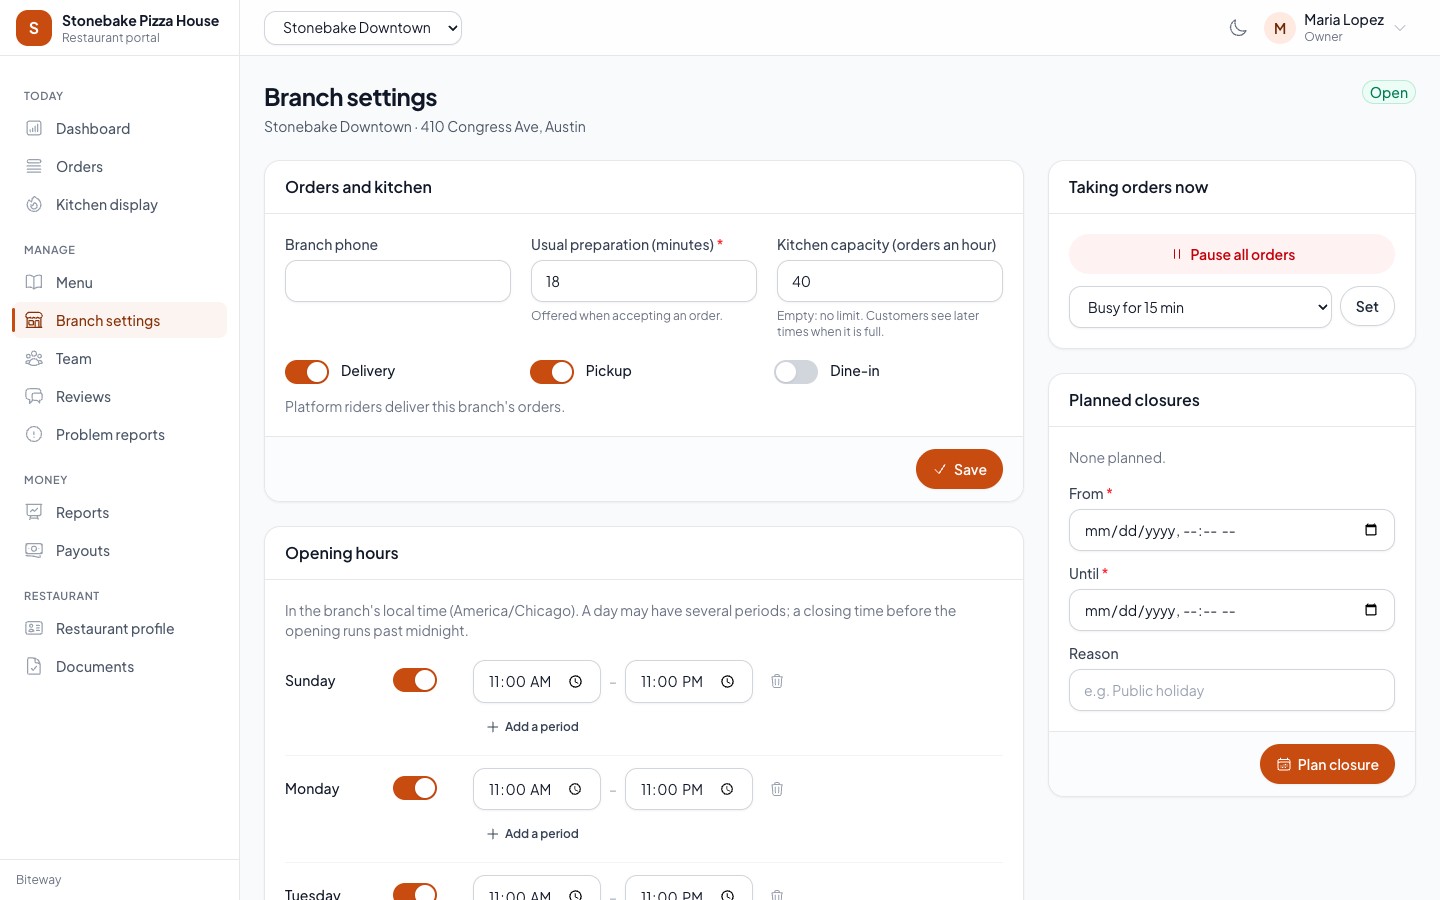 S
Stonebake Pizza House
Restaurant portal
Stonebake Downtown
M
Maria Lopez
Owner
TODAY
Dashboard
Orders
Kitchen display
MANAGE
Menu
Branch settings
Team
Reviews
Problem reports
MONEY
Reports
Payouts
RESTAURANT
Restaurant profile
Documents
Biteway
Branch settings
Stonebake Downtown · 410 Congress Ave, Austin
Open
Orders and kitchen
Branch phone
Usual preparation (minutes) *
18
Offered when accepting an order.
Kitchen capacity (orders an hour)
40
Empty: no limit. Customers see later
times when it is full.
Delivery
Pickup
Dine-in
Platform riders deliver this branch's orders.
Save
Opening hours
In the branch's local time (America/Chicago). A day may have several periods; a closing time before the
opening runs past midnight.
Sunday 11:00 AM – 11:00 PM
Add a period
Monday 11:00 AM – 11:00 PM
Add a period
Tuesday 11:00 AM – 11:00 PM
Taking orders now
Pause all orders
Busy for 15 min
Set
Planned closures
None planned.
From *
mm/dd/yyyy, --:-- --
Until *
mm/dd/yyyy, --:-- --
Reason
e.g. Public holiday
Plan closure